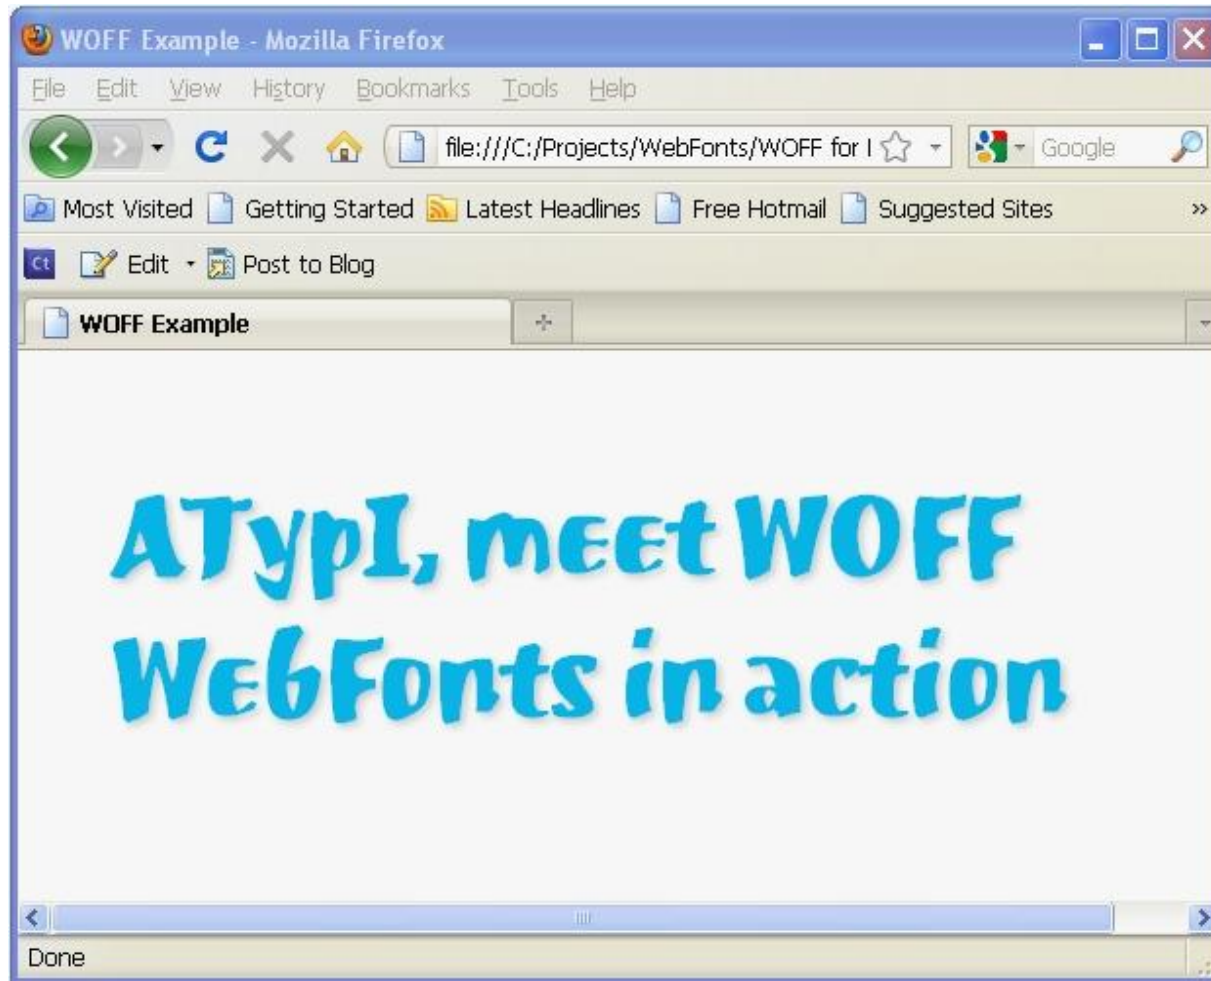 WOFF Example - Mozilla Firefox
File Edit View History Bookmarks Tools Help
file:///C:/Projects/WebFonts/WOFF for Google
Most Visited Getting Started Latest Headlines Free Hotmail Suggested Sites »
Ct Edit Post to Blog
WOFF Example
ATypI, meet WOFF
WebFonts in action
Done